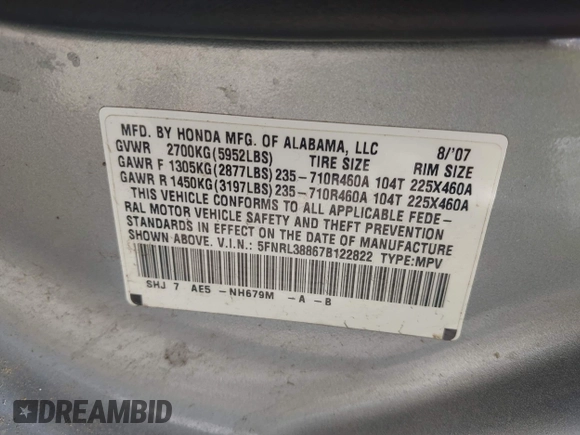 MFD. BY HONDA MFG. OF ALABAMA, LLC 8/'07
GVWR 2700KG(5952LBS) TIRE SIZE RIM SIZE
GAWR F 1305KG(2877LBS) 235-710R460A 104T 225X460A
GAWR R 1450KG(3197LBS) 235-710R460A 104T 225X460A
THIS VEHICLE CONFORMS TO ALL APPLICABLE FEDE-
RAL MOTOR VEHICLE SAFETY AND THEFT PREVENTION
STANDARDS IN EFFECT ON THE DATE OF MANUFACTURE
SHOWN ABOVE. V.I.N.: 5FNRL38867B122822 TYPE:MPV
SHJ 7 AE5 -NH679M -A -B
DREAMBID